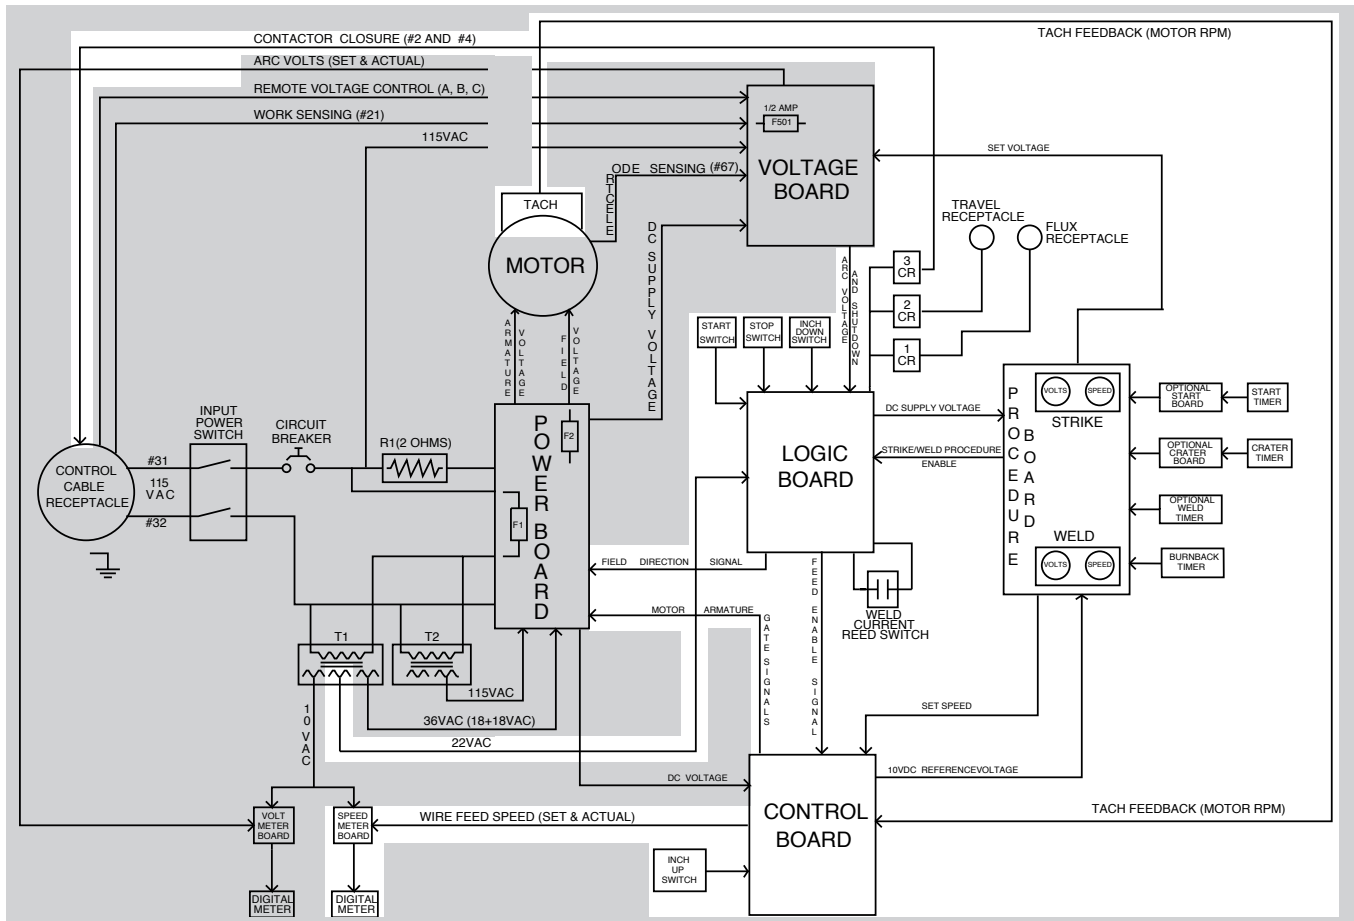 CONTACTOR CLOSURE (#2 AND #4)
TACH FEEDBACK (MOTOR RPM)
ARC VOLTS (SET & ACTUAL)
REMOTE VOLTAGE CONTROL (A, B, C)
WORK SENSING (#21)
115VAC
1/2 AMP
F501
VOLTAGE
BOARD
SET VOLTAGE
RTCELE
ODE SENSING (#67)
TACH
MOTOR
DC SUPPLY VOLTAGE
TRAVEL
RECEPTACLE
FLUX
RECEPTACLE
3
CR
2
CR
1
CR
ARC VOLTAGE
AND SHUTDOWN
ARMATURE
VOLTAGE
FIELD
VOLTAGE
START
SWITCH
STOP
SWITCH
INCH
DOWN
SWITCH
INPUT
POWER
SWITCH
CIRCUIT
BREAKER
R1(2 OHMS)
CONTROL
CABLE
RECEPTACLE
#31
115
VAC
#32
POWER BOARD
F2
F1
LOGIC
BOARD
DC SUPPLY VOLTAGE
STRIKE/WELD PROCEDURE
ENABLE
PROCEDURE
BOARD
VOLTS
SPEED
STRIKE
WELD
VOLTS
SPEED
OPTIONAL
START
BOARD
START
TIMER
OPTIONAL
CRATER
BOARD
CRATER
TIMER
OPTIONAL
WELD
TIMER
BURNBACK
TIMER
FIELD DIRECTION SIGNAL
MOTOR ARMATURE
GATE SIGNALS
FEED ENABLE SIGNAL
WELD
CURRENT
REED SWITCH
T1
T2
115VAC
36VAC (18+18VAC)
22VAC
10 VAC
SET SPEED
10VDC REFERENCEVOLTAGE
DC VOLTAGE
CONTROL
BOARD
TACH FEEDBACK (MOTOR RPM)
VOLT
METER
BOARD
SPEED
METER
BOARD
WIRE FEED SPEED (SET & ACTUAL)
INCH
UP
SWITCH
DIGITAL
METER
DIGITAL
METER